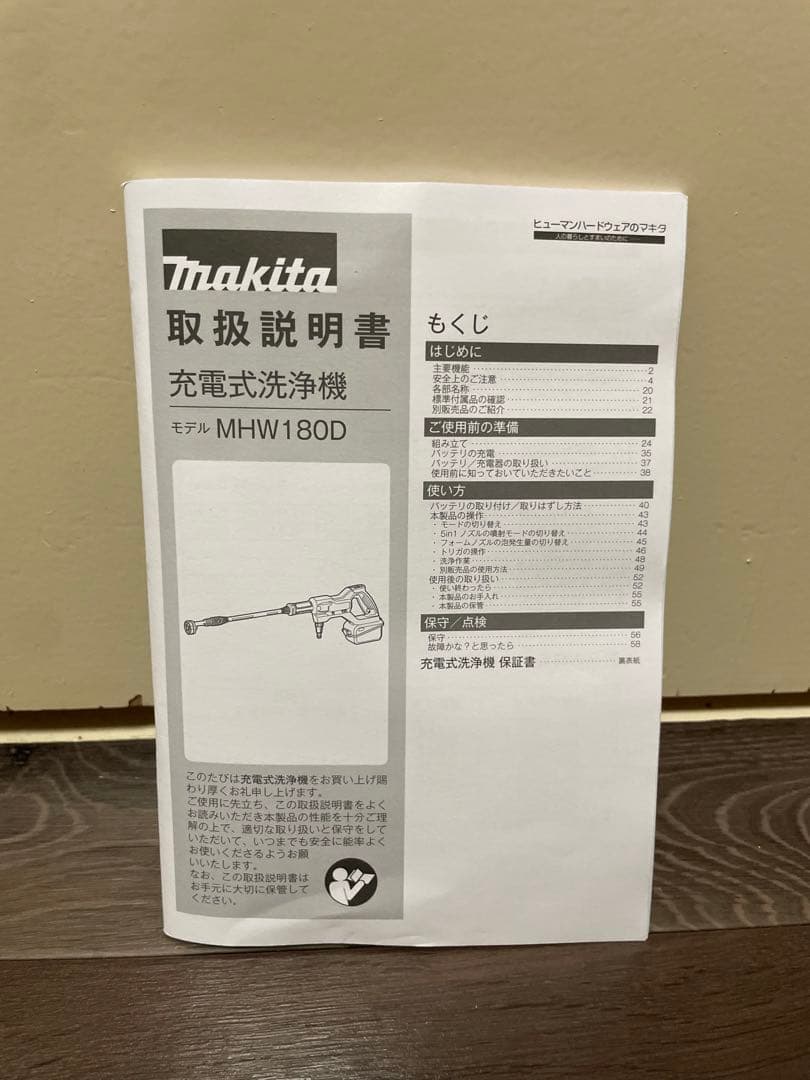 makita
取扱説明書
充電式洗浄機
モデル MHW180D
このたびは充電式洗浄機をお買い上げ賜
わり厚くお礼申し上げます。
ご使用に先立ち、この取扱説明書をよく
お読みいただき本製品の性能を十分ご理
解の上で、適切な取り扱いと保守をして
いただいて、いつまでも安全に能率よく
お使いくださるようお願
いいたします。
なお、この取扱説明書は
お手元に大切に保管して
ください。
ヒューマンハードウェアのマキタ
人の暮らしとすまいのために
もくじ
はじめに
主要機能 2
安全上のご注意 4
各部名称 20
標準付属品の確認 21
別販売品のご紹介 22
ご使用前の準備
組み立て 24
バッテリの充電 35
バッテリ／充電器の取り扱い 37
使用前に知っておいていただきたいこと 38
使い方
バッテリの取り付け／取りはずし方法 40
本製品の操作 43
・モードの切り替え 43
・5in1 ノズルの噴射モードの切り替え 44
・フォームノズルの泡発生量の切り替え 45
・トリガの操作 46
・洗浄作業 48
・別販売品の使用方法 49
使用後の取り扱い 52
・使い終わったら 52
・本製品のお手入れ 55
・本製品の保管 55
保守／点検
保守 56
故障かな？と思ったら 58
充電式洗浄機 保証書 裏表紙